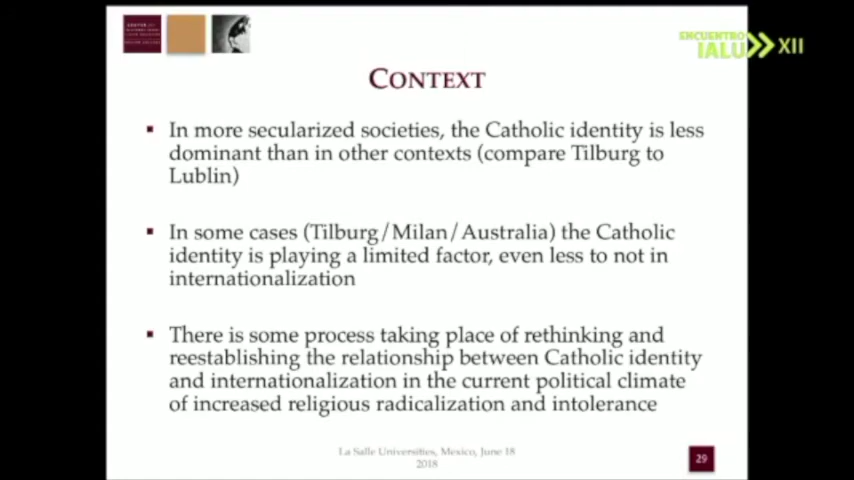 ENCUENTRO
IALU XII
CONTEXT
In more secularized societies, the Catholic identity is less
dominant than in other contexts (compare Tilburg to
Lublin)
In some cases (Tilburg/Milan/Australia) the Catholic
identity is playing a limited factor, even less to not in
internationalization
There is some process taking place of rethinking and
reestablishing the relationship between Catholic identity
and internationalization in the current political climate
of increased religious radicalization and intolerance
La Salle Universities, Mexico, June 18
2018
29